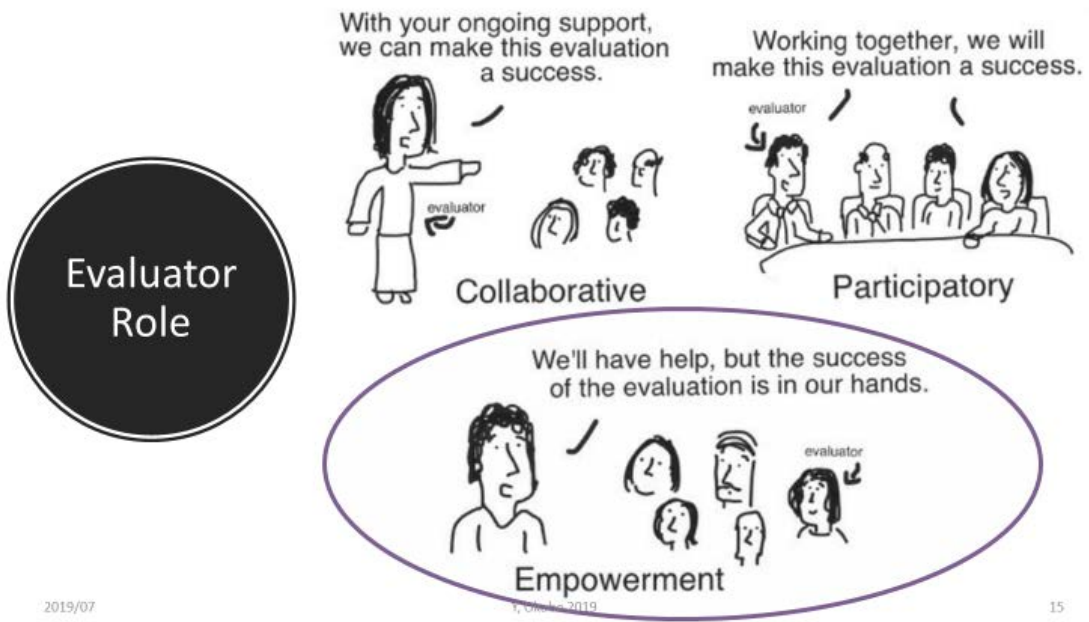 Evaluator
Role
With your ongoing support,
we can make this evaluation
a success.
evaluator
Collaborative
Working together, we will
make this evaluation a success.
evaluator
Participatory
We'll have help, but the success
of the evaluation is in our hands.
evaluator
Empowerment
2019/07
2019
15